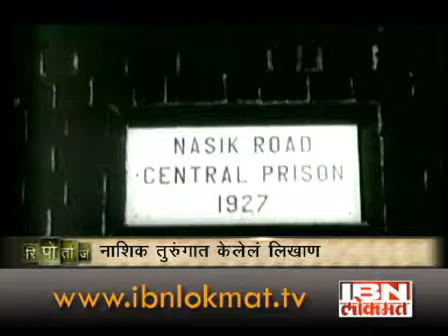 NASIK ROAD
CENTRAL PRISON
1927
रिपोर्ताज
नाशिक तुरुंगात केलेलं लिखाण
www.ibnlokmat.tv
IBN
लोकमत